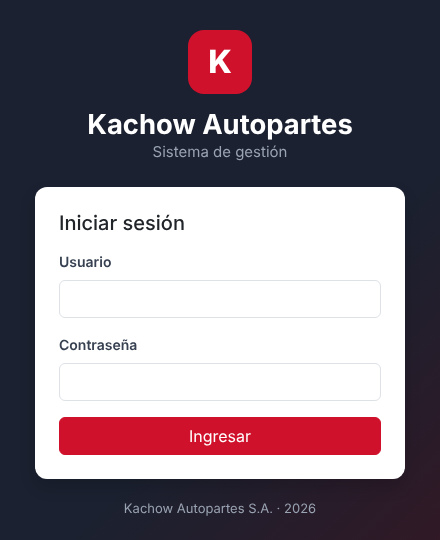 K
Kachow Autopartes
Sistema de gestión
Iniciar sesión
Usuario
Contraseña
Ingresar
Kachow Autopartes S.A. · 2026